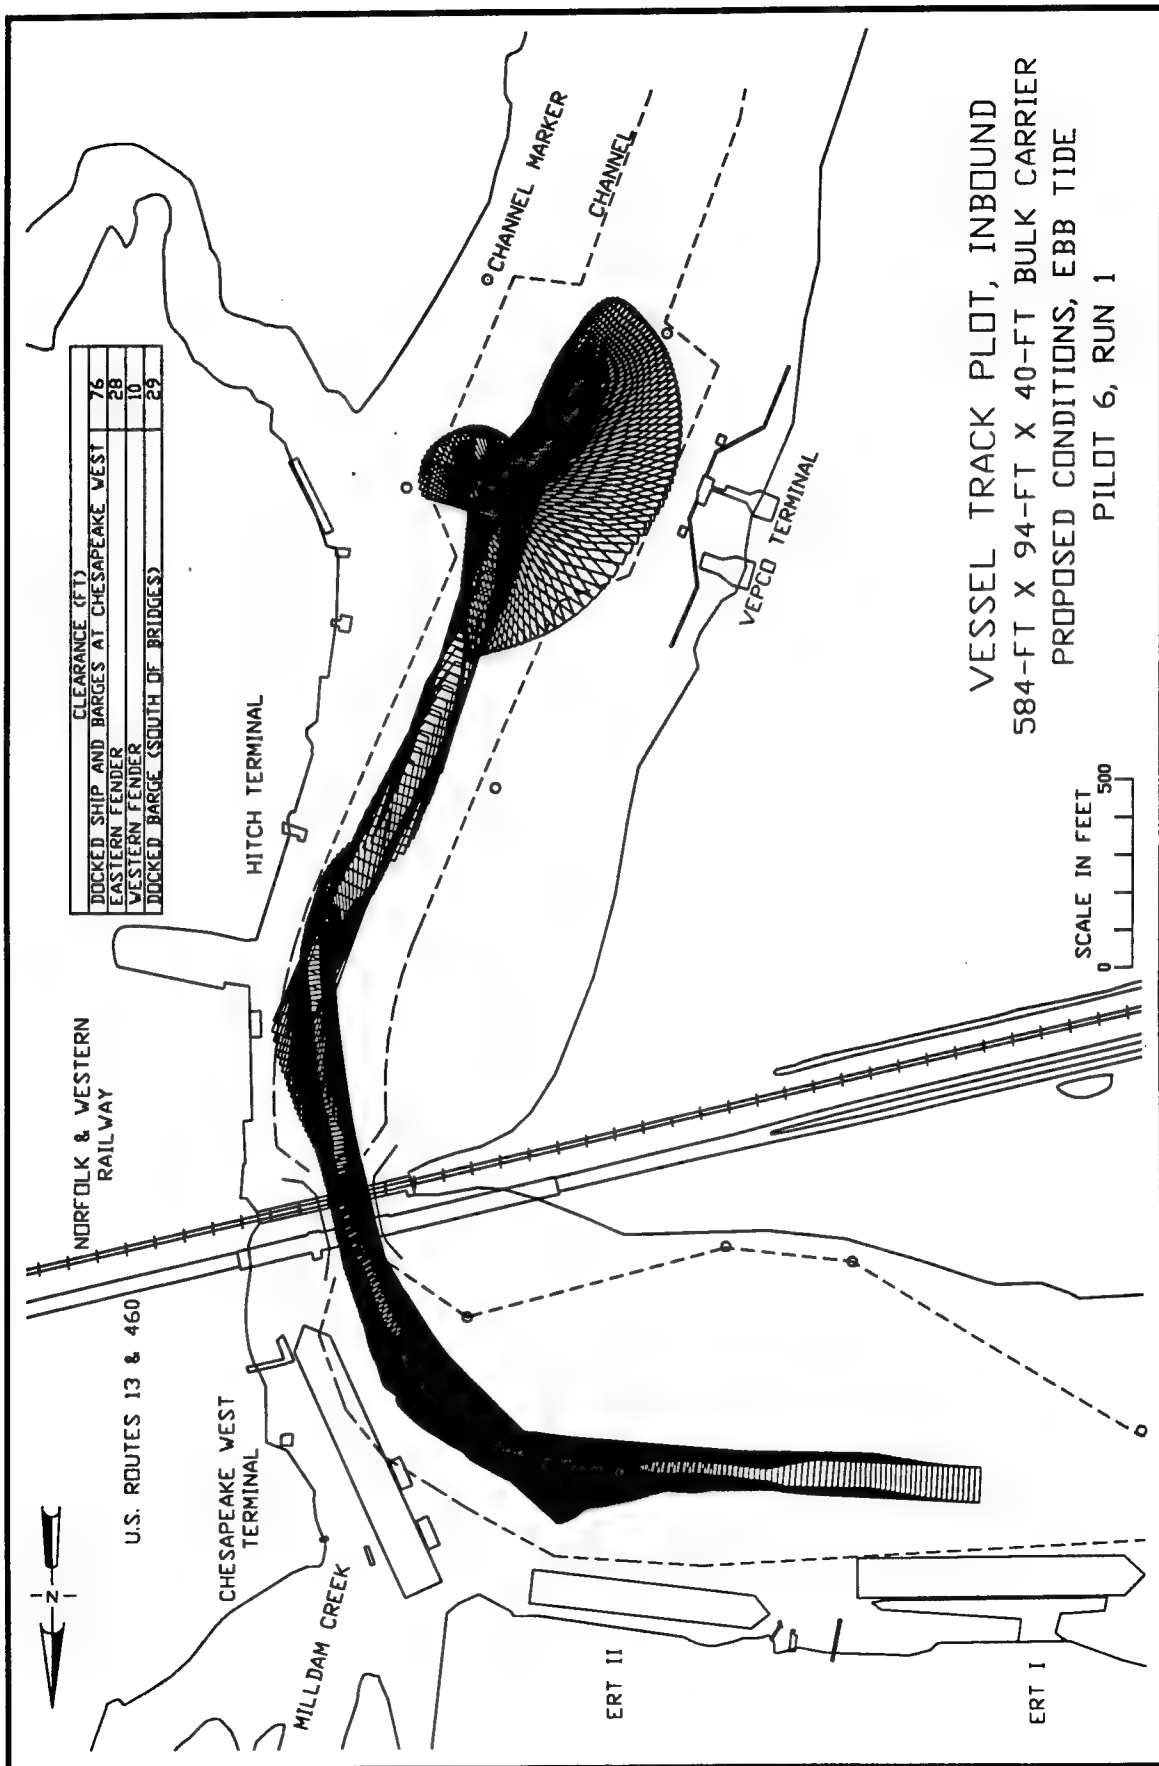 CLEARANCE (FT)
DOCKED SHIP AND BARGES AT CHESAPEAKE WEST 76
EASTERN FENDER 28
WESTERN FENDER 10
DOCKED BARGE (SOUTH OF BRIDGES) 29
N
NORFOLK & WESTERN
RAILWAY
U.S. ROUTES 13 & 460
CHESAPEAKE WEST
TERMINAL
MILLDAM CREEK
HITCH TERMINAL
CHANNEL MARKER
CHANNEL
VEPCO TERMINAL
ERT II
ERT I
SCALE IN FEET
0 500
VESSEL TRACK PLOT, INBOUND
584-FT X 94-FT X 40-FT BULK CARRIER
PROPOSED CONDITIONS, EBB TIDE
PILOT 6, RUN 1